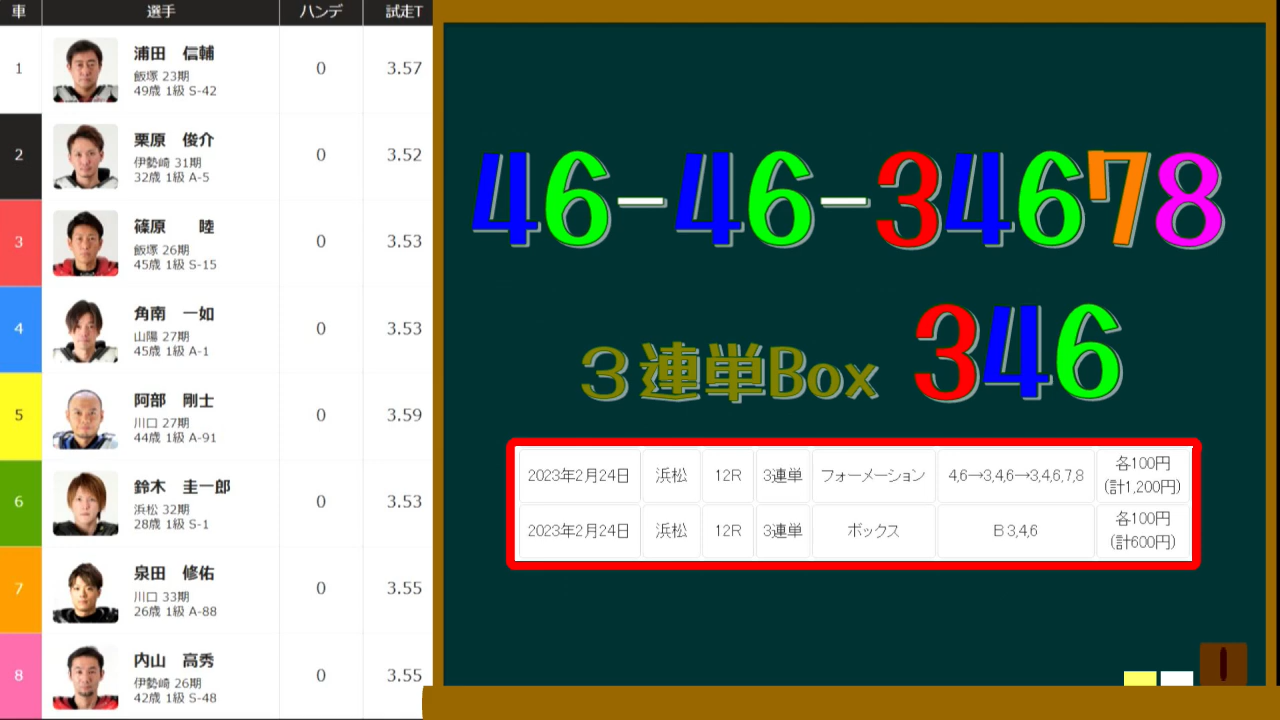 車 選手 ハンデ 試走T
1 浦田 信輔 0 3.57
飯塚 23期
49歳 1級 S-42
2 栗原 俊介 0 3.52
伊勢崎 31期
32歳 1級 A-5
3 篠原 睦 0 3.53
飯塚 26期
45歳 1級 S-15
4 角南 一如 0 3.53
山陽 27期
45歳 1級 A-1
5 阿部 剛士 0 3.59
川口 27期
44歳 1級 A-91
6 鈴木 圭一郎 0 3.53
浜松 32期
28歳 1級 S-1
7 泉田 修佑 0 3.55
川口 33期
26歳 1級 A-88
8 内山 高秀 0 3.55
伊勢崎 26期
42歳 1級 S-48
46-46-34678
３連単Box 346
2023年2月24日 浜松 12R 3連単 フォーメーション 4,6→3,4,6→3,4,6,7,8 各100円
(計1,200円)
2023年2月24日 浜松 12R 3連単 ボックス B 3,4,6 各100円
(計600円)